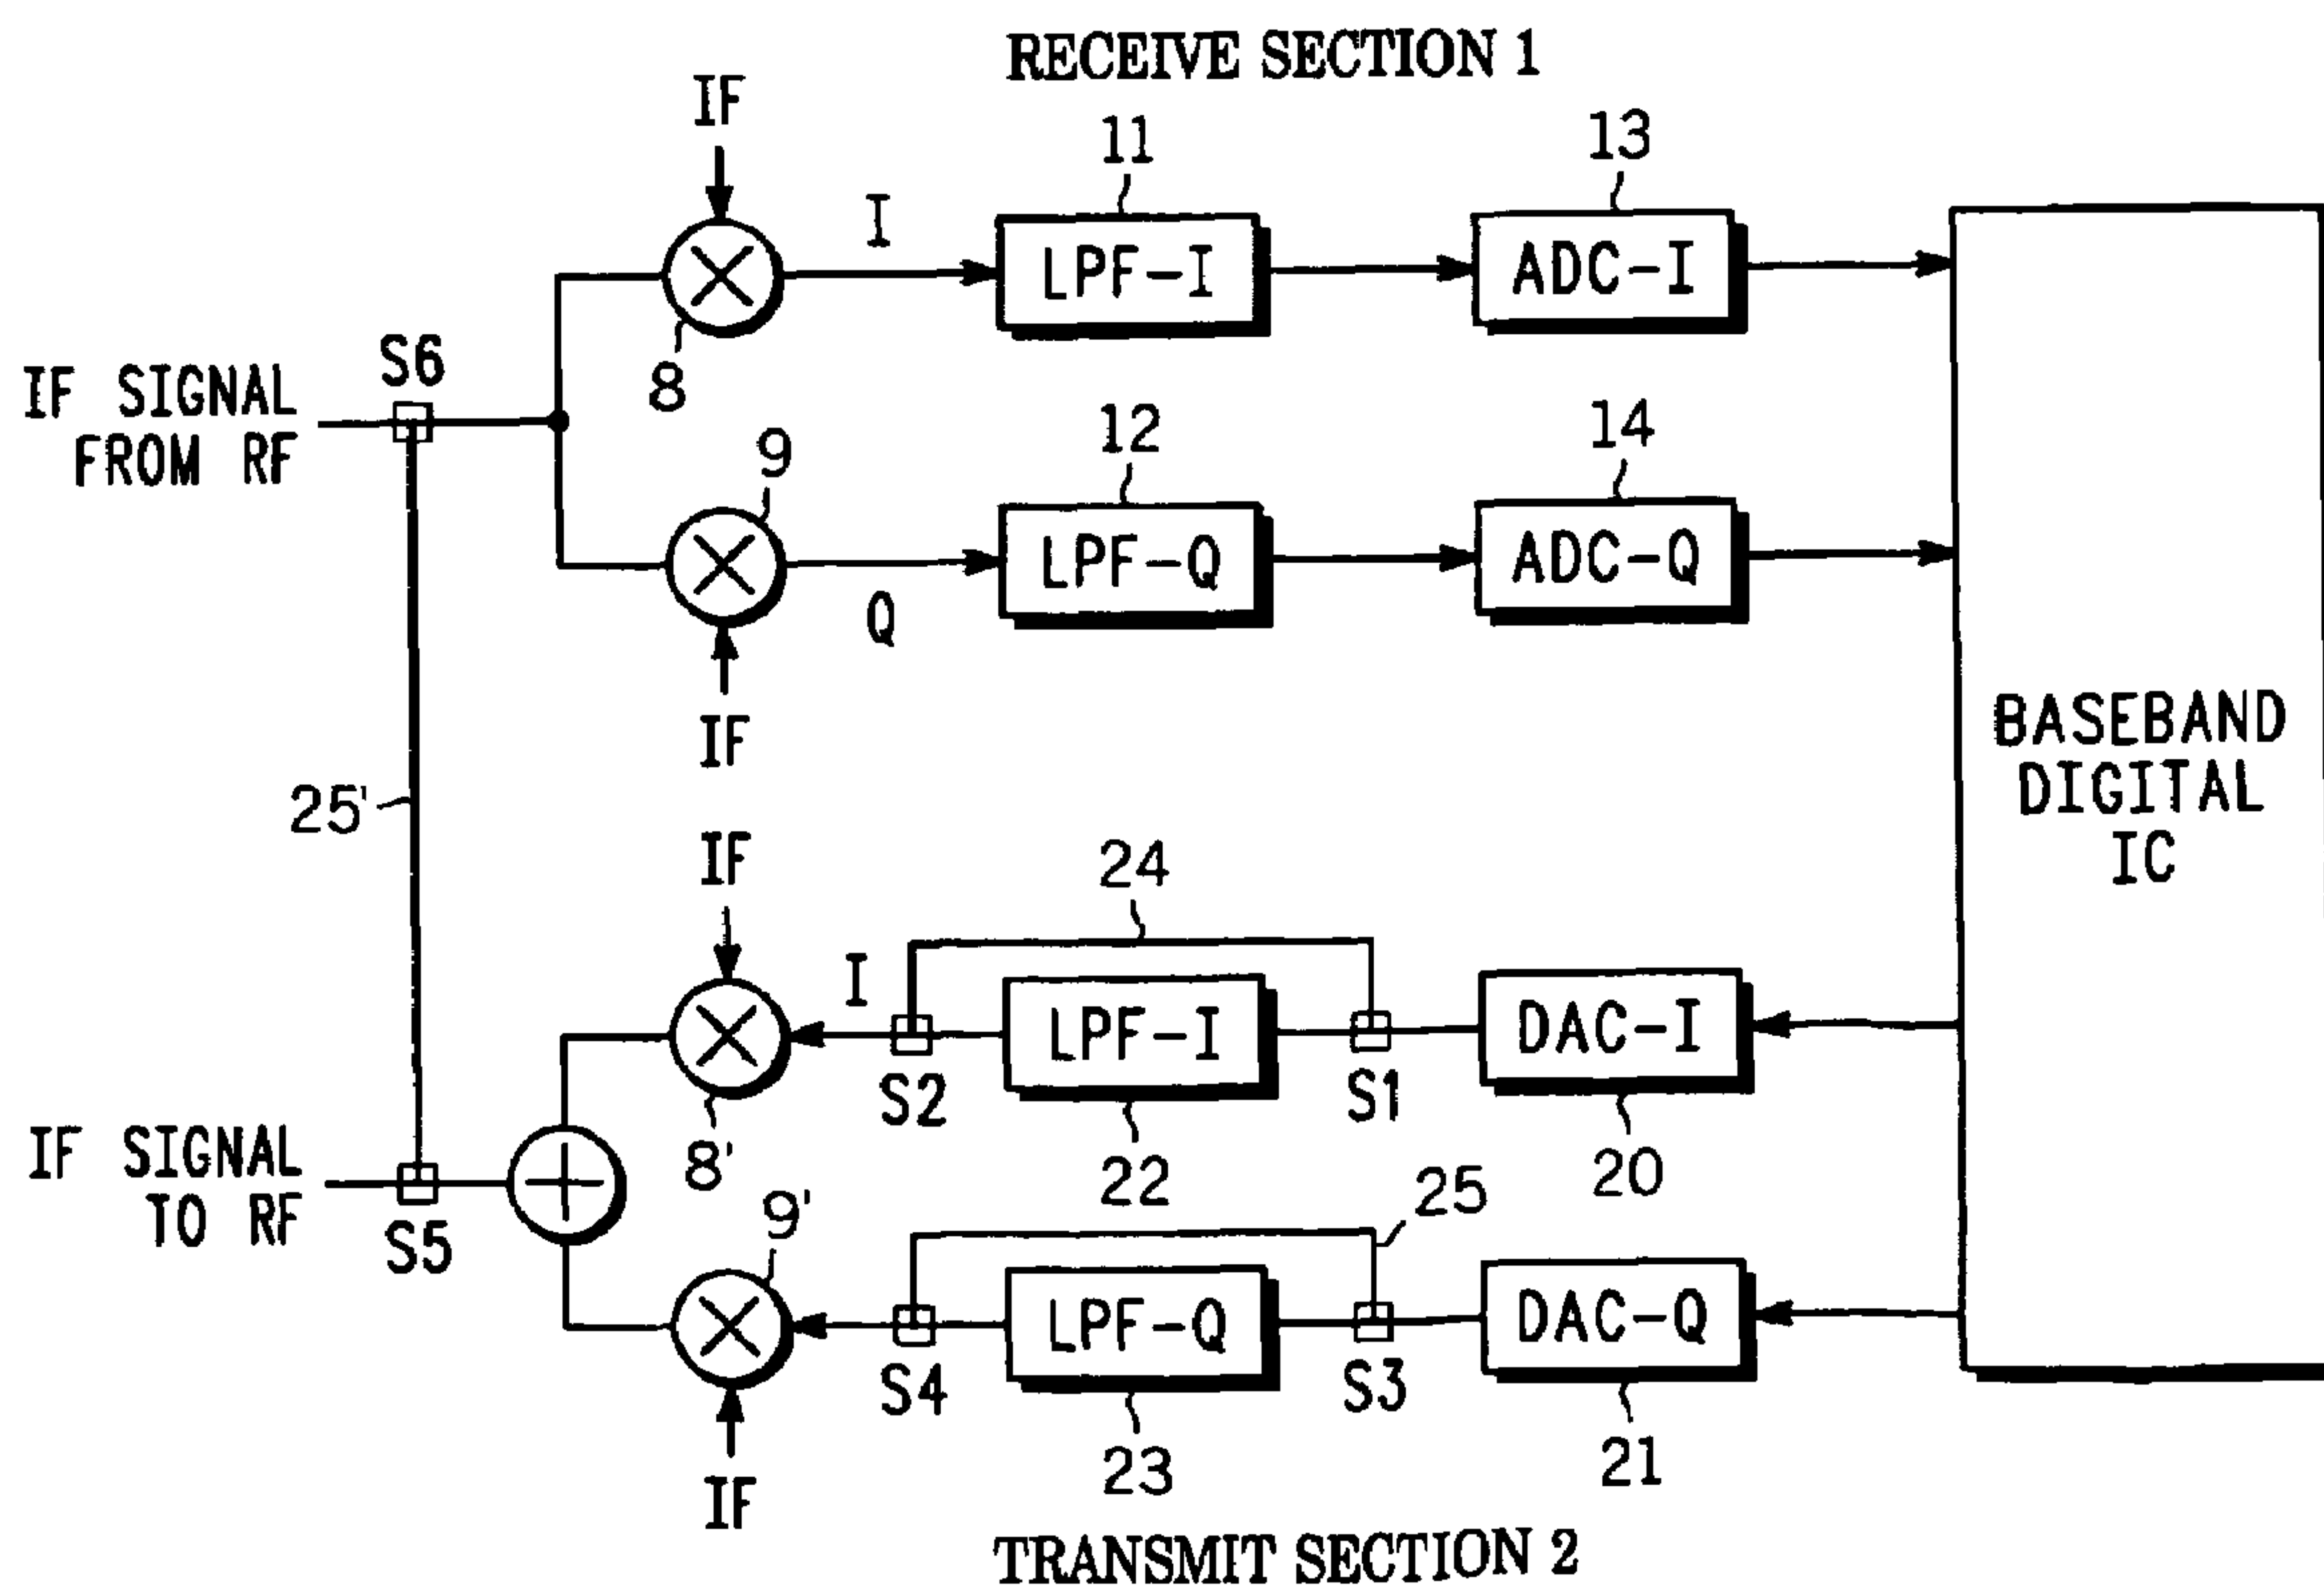 RECEIVE SECTION 1
IF
11
13
I
LPF-I
ADC-I
S6
8
IF SIGNAL
FROM RF
9
12
14
LPF-Q
ADC-Q
Q
IF
BASEBAND
DIGITAL
IC
25'
IF
24
I
LPF-I
DAC-I
S2
S1
8'
22
20
IF SIGNAL
TO RF
S5
9'
25
LPF-Q
DAC-Q
S4
S3
23
21
IF
TRANSMIT SECTION 2